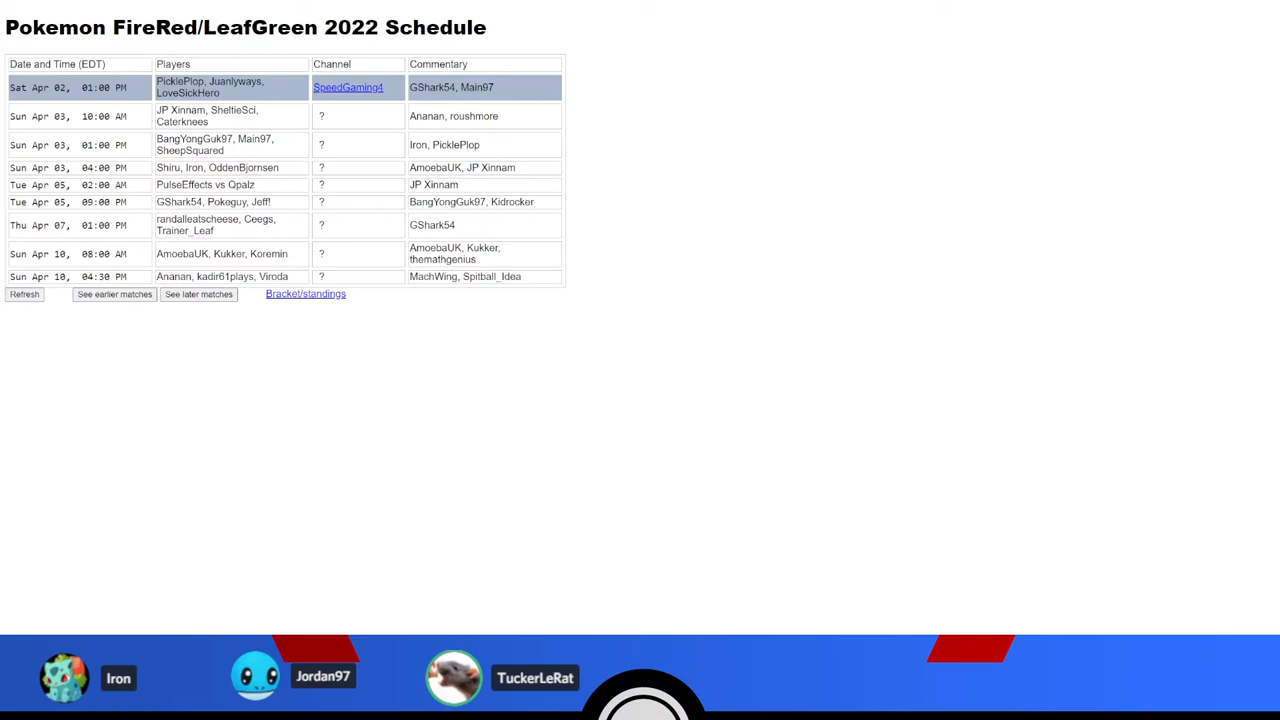 Pokemon FireRed/LeafGreen 2022 Schedule
Date and Time (EDT) Players Channel Commentary
Sat Apr 02, 01:00 PM PicklePlop, Juanlyways, LoveSickHero SpeedGaming4 GShark54, Main97
Sun Apr 03, 10:00 AM JP Xinnam, SheltieSci, Caterknees ? Ananan, roushmore
Sun Apr 03, 01:00 PM BangYongGuk97, Main97, SheepSquared ? Iron, PicklePlop
Sun Apr 03, 04:00 PM Shiru, Iron, OddenBjornsen ? AmoebaUK, JP Xinnam
Tue Apr 05, 02:00 AM PulseEffects vs Qpalz ? JP Xinnam
Tue Apr 05, 09:00 PM GShark54, Pokeguy, Jeff! ? BangYongGuk97, Kidrocker
Thu Apr 07, 01:00 PM randalleatscheese, Ceegs, Trainer_Leaf ? GShark54
Sun Apr 10, 08:00 AM AmoebaUK, Kukker, Koremin ? AmoebaUK, Kukker, themathgenius
Sun Apr 10, 04:30 PM Ananan, kadir61plays, Viroda ? MachWing, Spitball_Idea
Refresh See earlier matches See later matches Bracket/standings
Iron Jordan97 TuckerLeRat